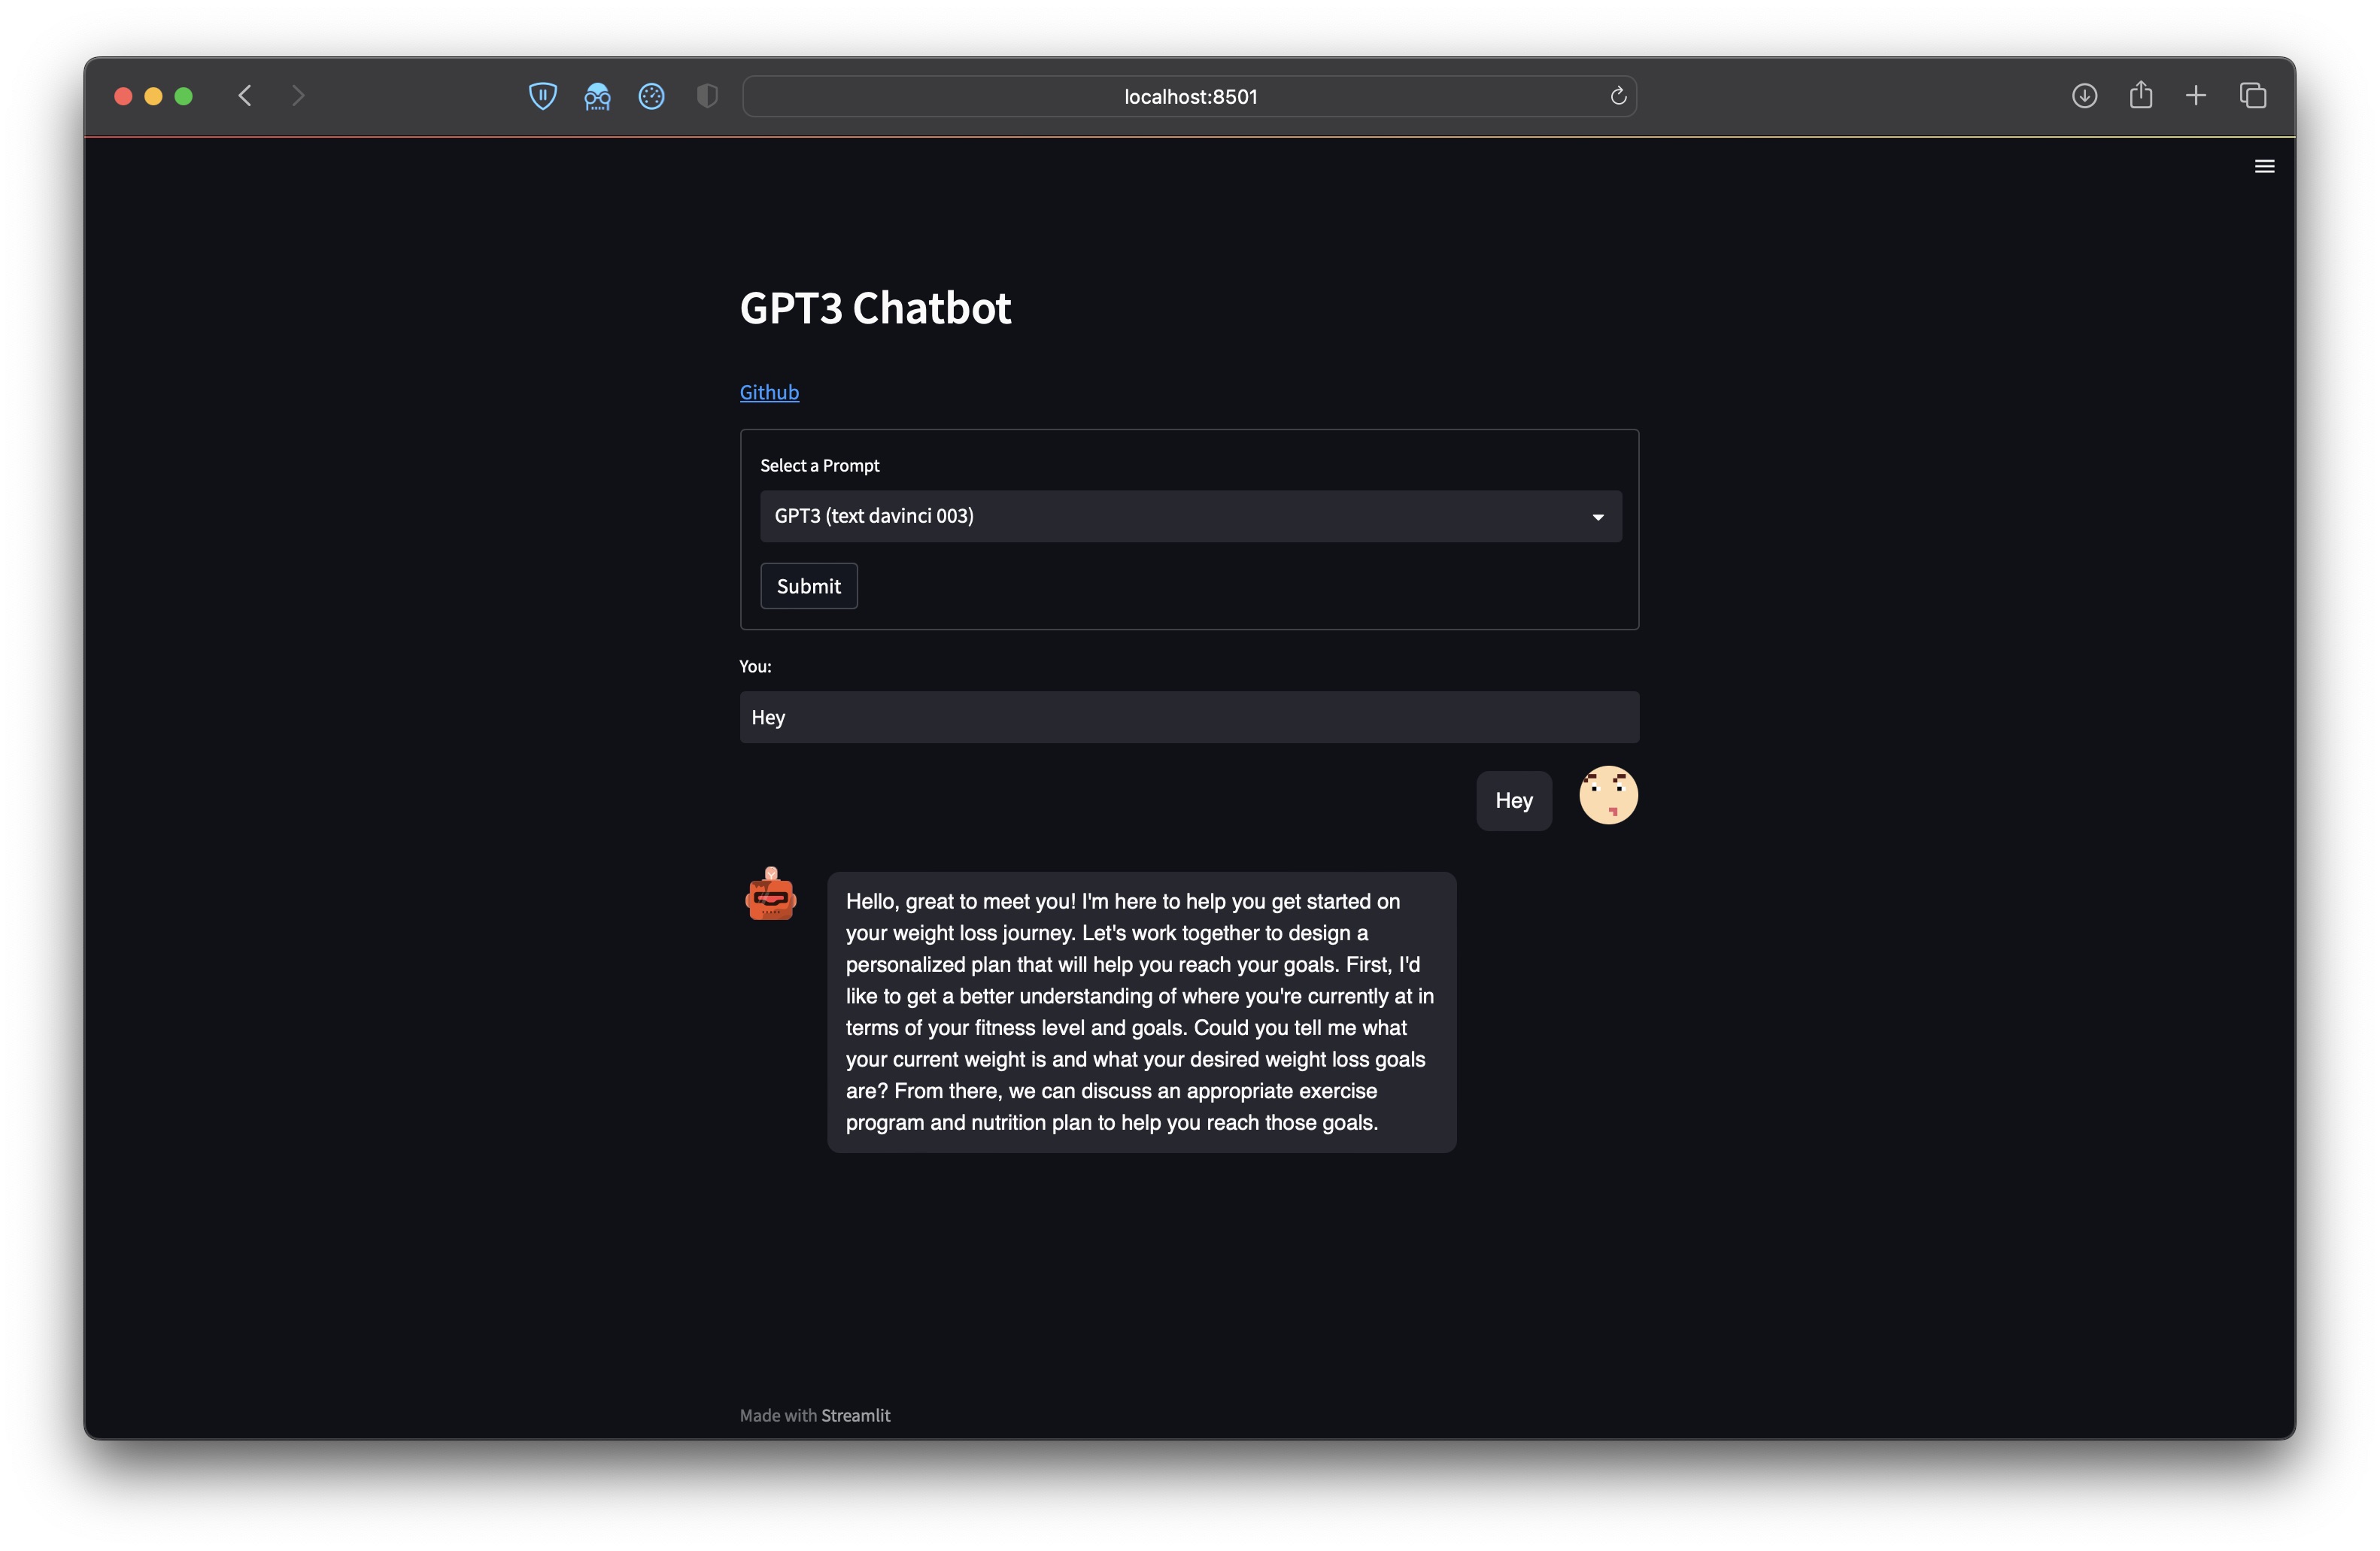 localhost:8501
GPT3 Chatbot
Github
Select a Prompt
GPT3 (text davinci 003)
Submit
You:
Hey
Hey
Hello, great to meet you! I'm here to help you get started on
your weight loss journey. Let's work together to design a
personalized plan that will help you reach your goals. First, I'd
like to get a better understanding of where you're currently at in
terms of your fitness level and goals. Could you tell me what
your current weight is and what your desired weight loss goals
are? From there, we can discuss an appropriate exercise
program and nutrition plan to help you reach those goals.
Made with Streamlit